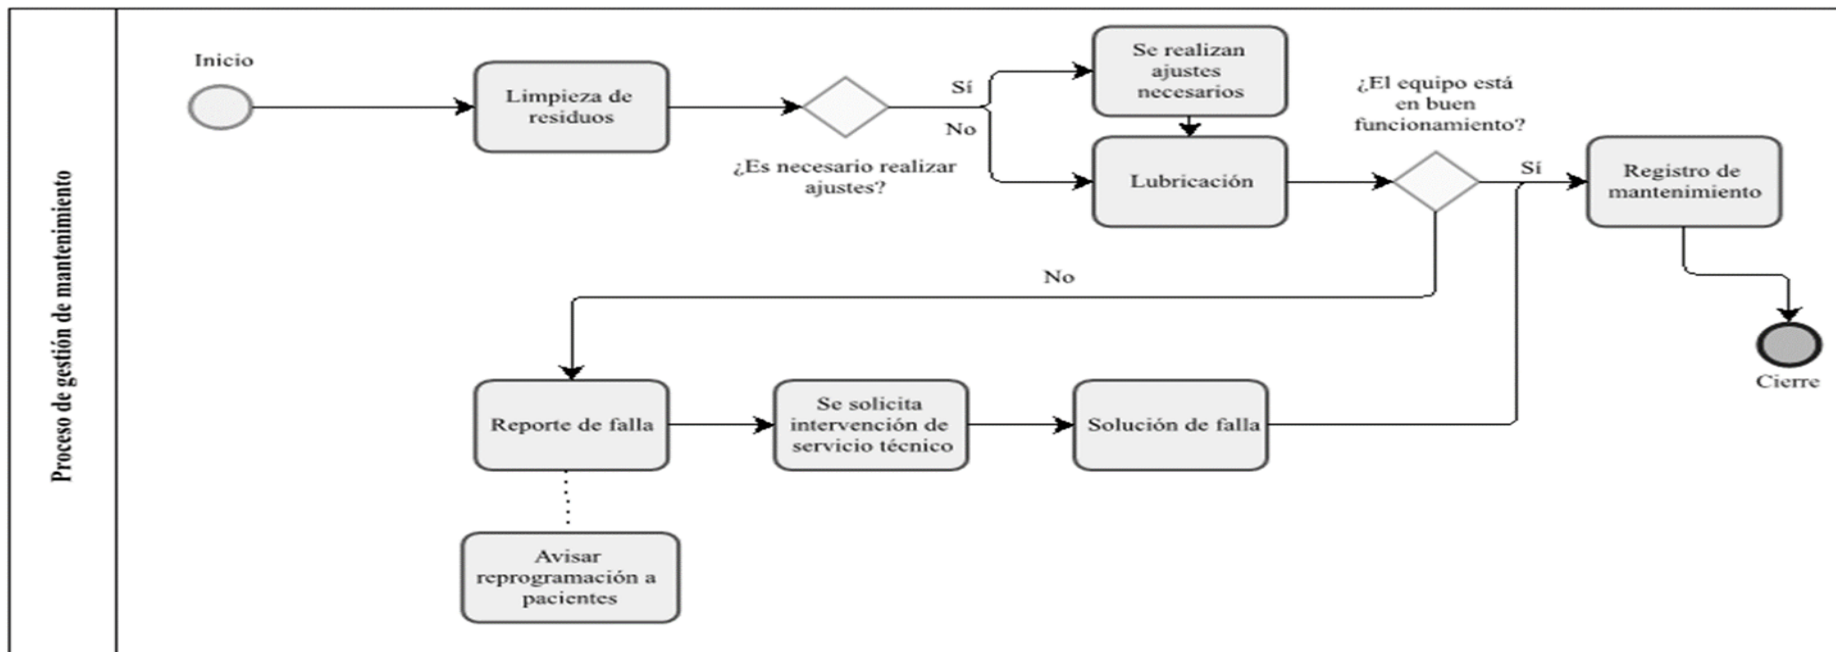 Proceso de gestión de mantenimiento
Inicio
Limpieza de
residuos
¿Es necesario realizar
ajustes?
Sí
No
Se realizan
ajustes
necesarios
Lubricación
¿El equipo está
en buen
funcionamiento?
Sí
Registro de
mantenimiento
Cierre
No
Reporte de falla
Se solicita
intervención de
servicio técnico
Solución de falla
Avisar
reprogramación a
pacientes